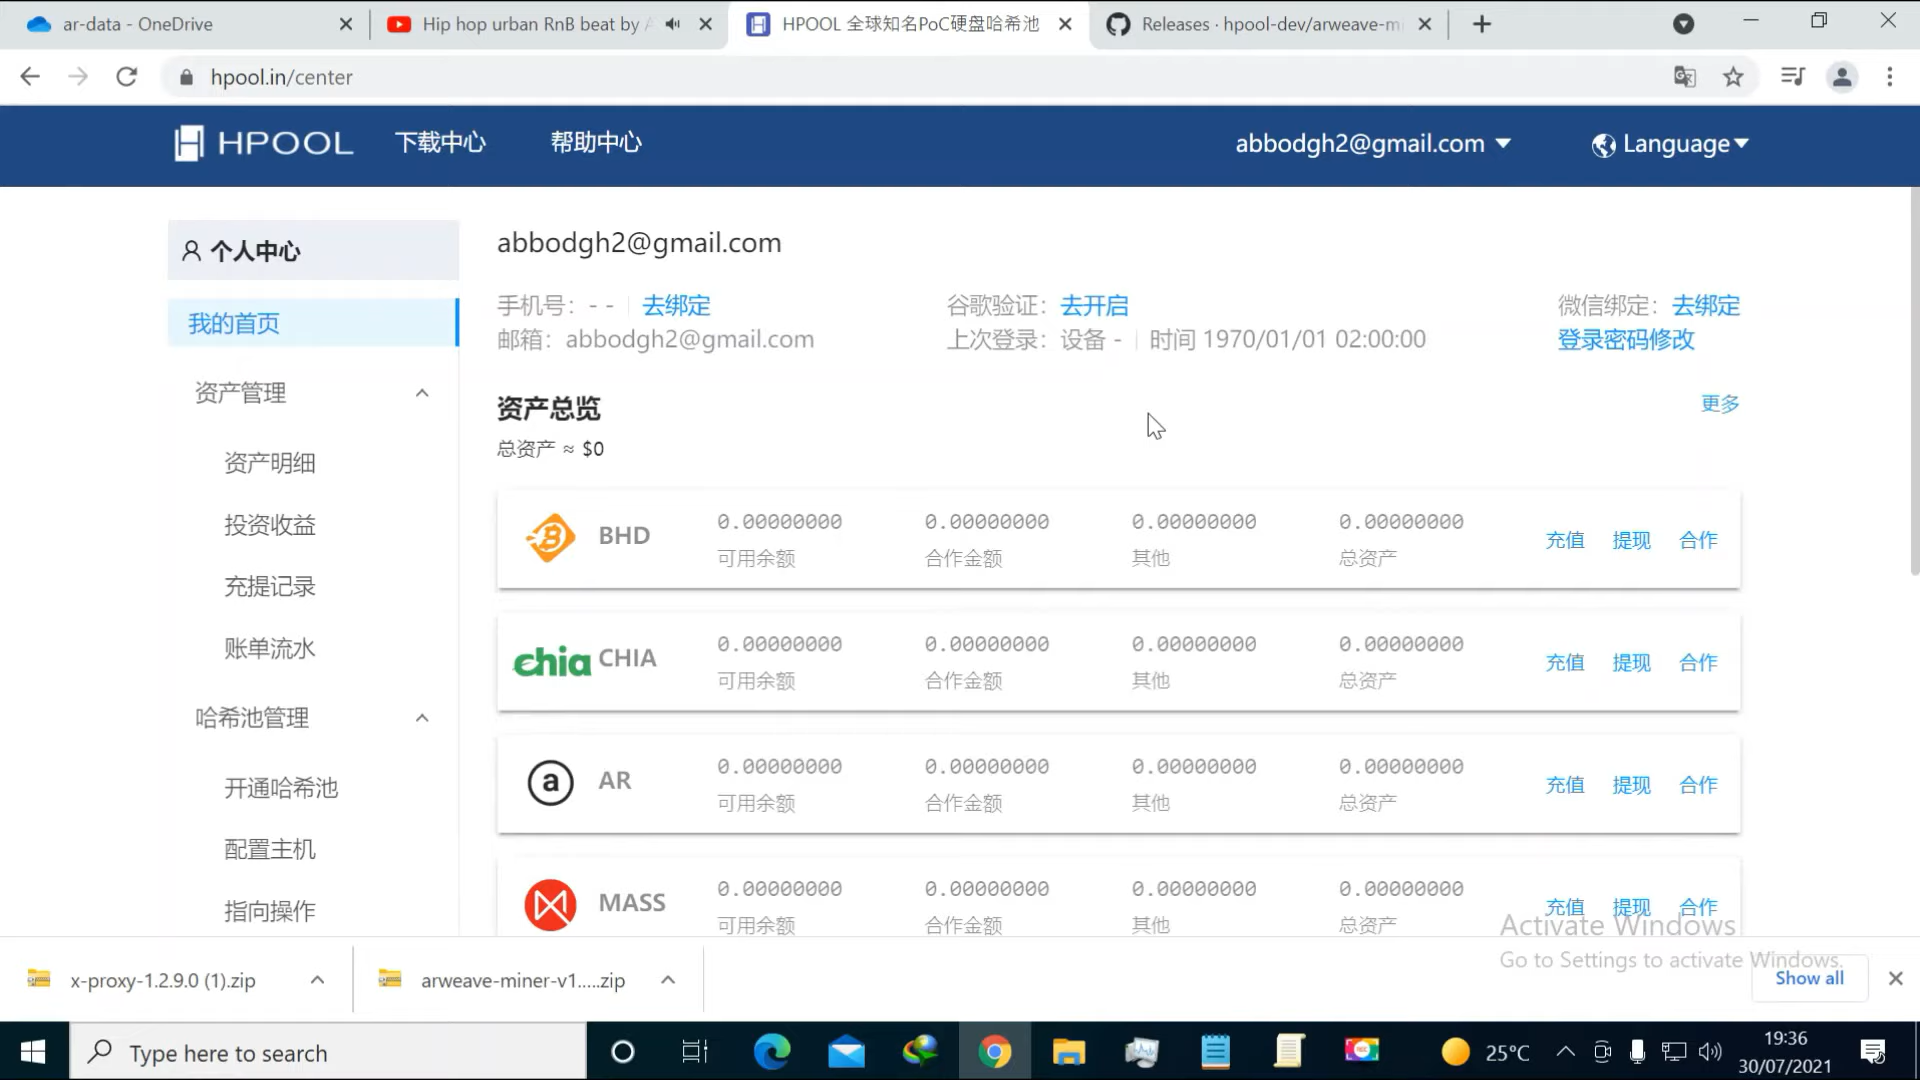 ar-data - OneDrive
Hip hop urban RnB beat by
HPOOL 全球知名PoC硬盘哈希池
Releases · hpool-dev/arweave-mi
hpool.in/center
HPOOL 下载中心 帮助中心 abbodgh2@gmail.com Language
个人中心
我的首页
资产管理
资产明细
投资收益
充提记录
账单流水
哈希池管理
开通哈希池
配置主机
指向操作
abbodgh2@gmail.com
手机号: - - 去绑定 谷歌验证: 去开启 微信绑定: 去绑定
邮箱: abbodgh2@gmail.com 上次登录: 设备 - 时间 1970/01/01 02:00:00 登录密码修改
资产总览 更多
总资产 ≈ $0
BHD 0.00000000 0.00000000 0.00000000 0.00000000 充值 提现 合作
可用余额 合作金额 其他 总资产
chia CHIA 0.00000000 0.00000000 0.00000000 0.00000000 充值 提现 合作
可用余额 合作金额 其他 总资产
a AR 0.00000000 0.00000000 0.00000000 0.00000000 充值 提现 合作
可用余额 合作金额 其他 总资产
MASS 0.00000000 0.00000000 0.00000000 0.00000000 充值 提现 合作
可用余额 合作金额 其他 总资产
Activate Windows
Go to Settings to activate Windows.
x-proxy-1.2.9.0 (1).zip arweave-miner-v1.....zip Show all
Type here to search 25°C 19:36
30/07/2021